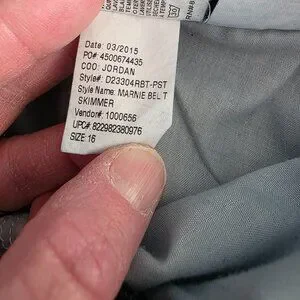 Date: 03/2015
PO#: 4500674435
COO: JORDAN
Style#: D23304RBT-PST
Style Name: MARNIE BELT
SKIMMER
Vendor#: 1000656
UPC#: 822982380976
SIZE: 16
30